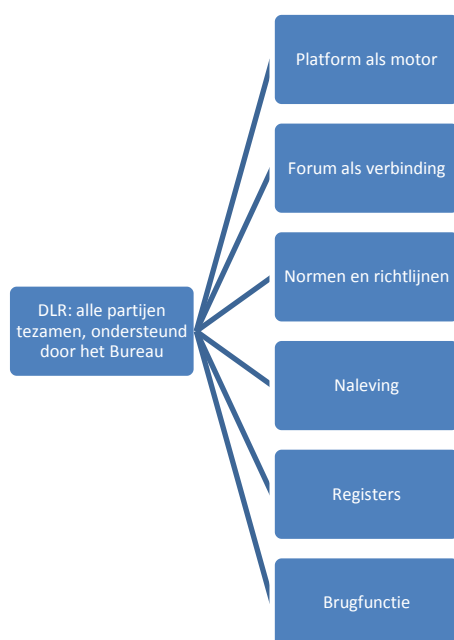 Platform als motor
Forum als verbinding
Normen en richtlijnen
DLR: alle partijen
tezamen, ondersteund
door het Bureau
Naleving
Registers
Brugfunctie